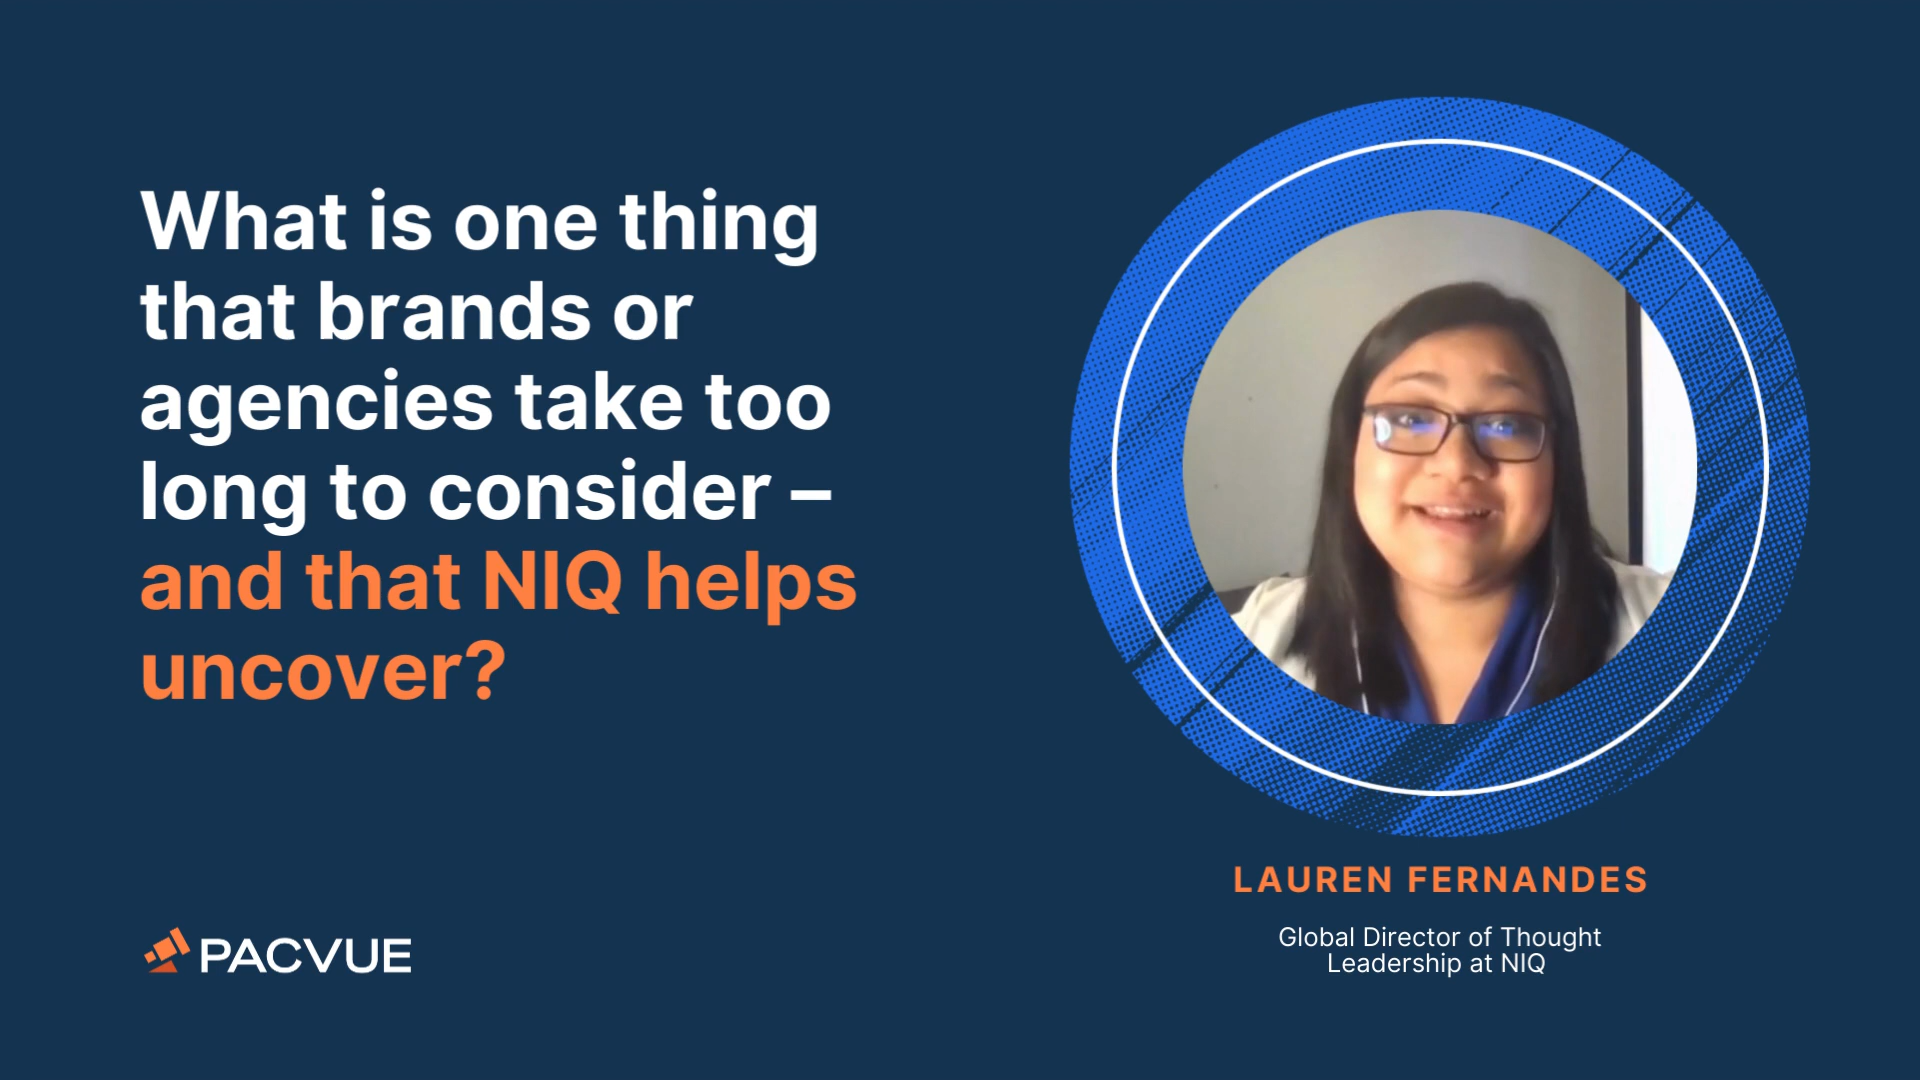 What is one thing
that brands or
agencies take too
long to consider –
and that NIQ helps
uncover?
LAUREN FERNANDES
Global Director of Thought
Leadership at NIQ
PACVUE